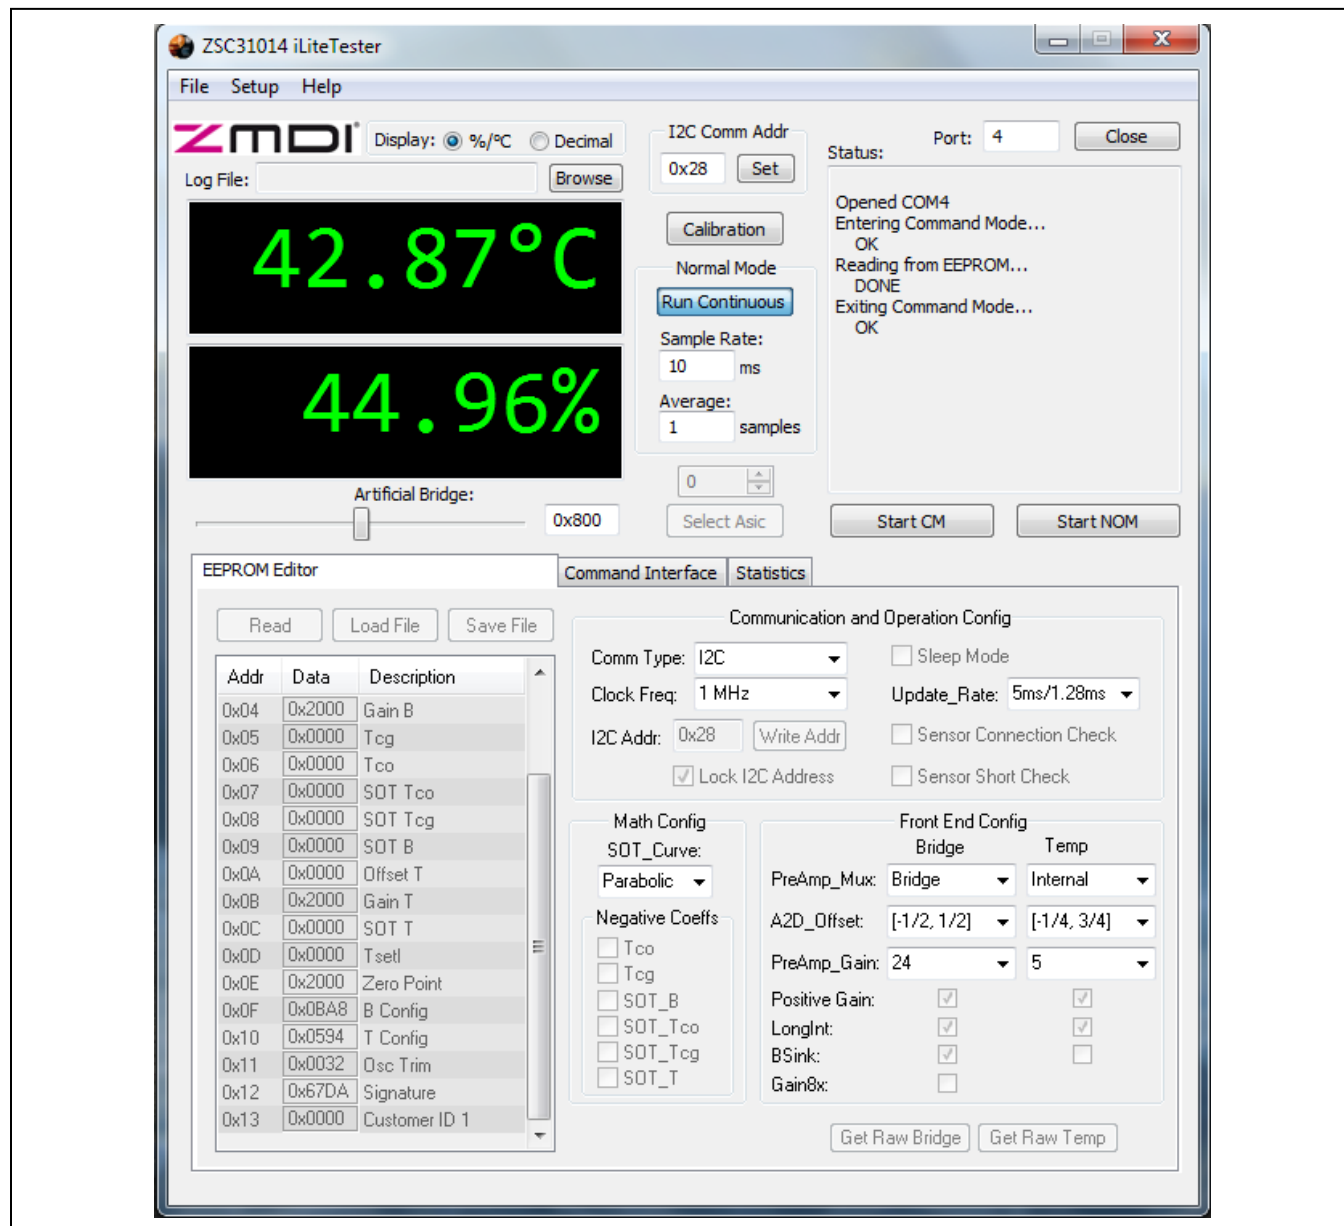 ZSC31014 iLiteTester
File Setup Help
ZMDI
Display: %/ºC Decimal
Log File: Browse
42.87°C
44.96%
Artificial Bridge:
0x800
I2C Comm Addr
0x28 Set
Calibration
Normal Mode
Run Continuous
Sample Rate:
10 ms
Average:
1 samples
0
Select Asic
Port: 4 Close
Status:
Opened COM4
Entering Command Mode...
OK
Reading from EEPROM...
DONE
Exiting Command Mode...
OK
Start CM Start NOM
EEPROM Editor Command Interface Statistics
Read Load File Save File
Addr Data Description
0x04 0x2000 Gain B
0x05 0x0000 Tcg
0x06 0x0000 Tco
0x07 0x0000 SOT Tco
0x08 0x0000 SOT Tcg
0x09 0x0000 SOT B
0x0A 0x0000 Offset T
0x0B 0x2000 Gain T
0x0C 0x0000 SOT T
0x0D 0x0000 Tsetl
0x0E 0x2000 Zero Point
0x0F 0x0BA8 B Config
0x10 0x0594 T Config
0x11 0x0032 Osc Trim
0x12 0x67DA Signature
0x13 0x0000 Customer ID 1
Communication and Operation Config
Comm Type: I2C Sleep Mode
Clock Freq: 1 MHz Update_Rate: 5ms/1.28ms
I2C Addr: 0x28 Write Addr Sensor Connection Check
Lock I2C Address Sensor Short Check
Math Config
SOT_Curve:
Parabolic
Negative Coeffs
Tco
Tcg
SOT_B
SOT_Tco
SOT_Tcg
SOT_T
Front End Config
Bridge Temp
PreAmp_Mux: Bridge Internal
A2D_Offset: [-1/2, 1/2] [-1/4, 3/4]
PreAmp_Gain: 24 5
Positive Gain:
LongInt:
BSink:
Gain8x:
Get Raw Bridge Get Raw Temp